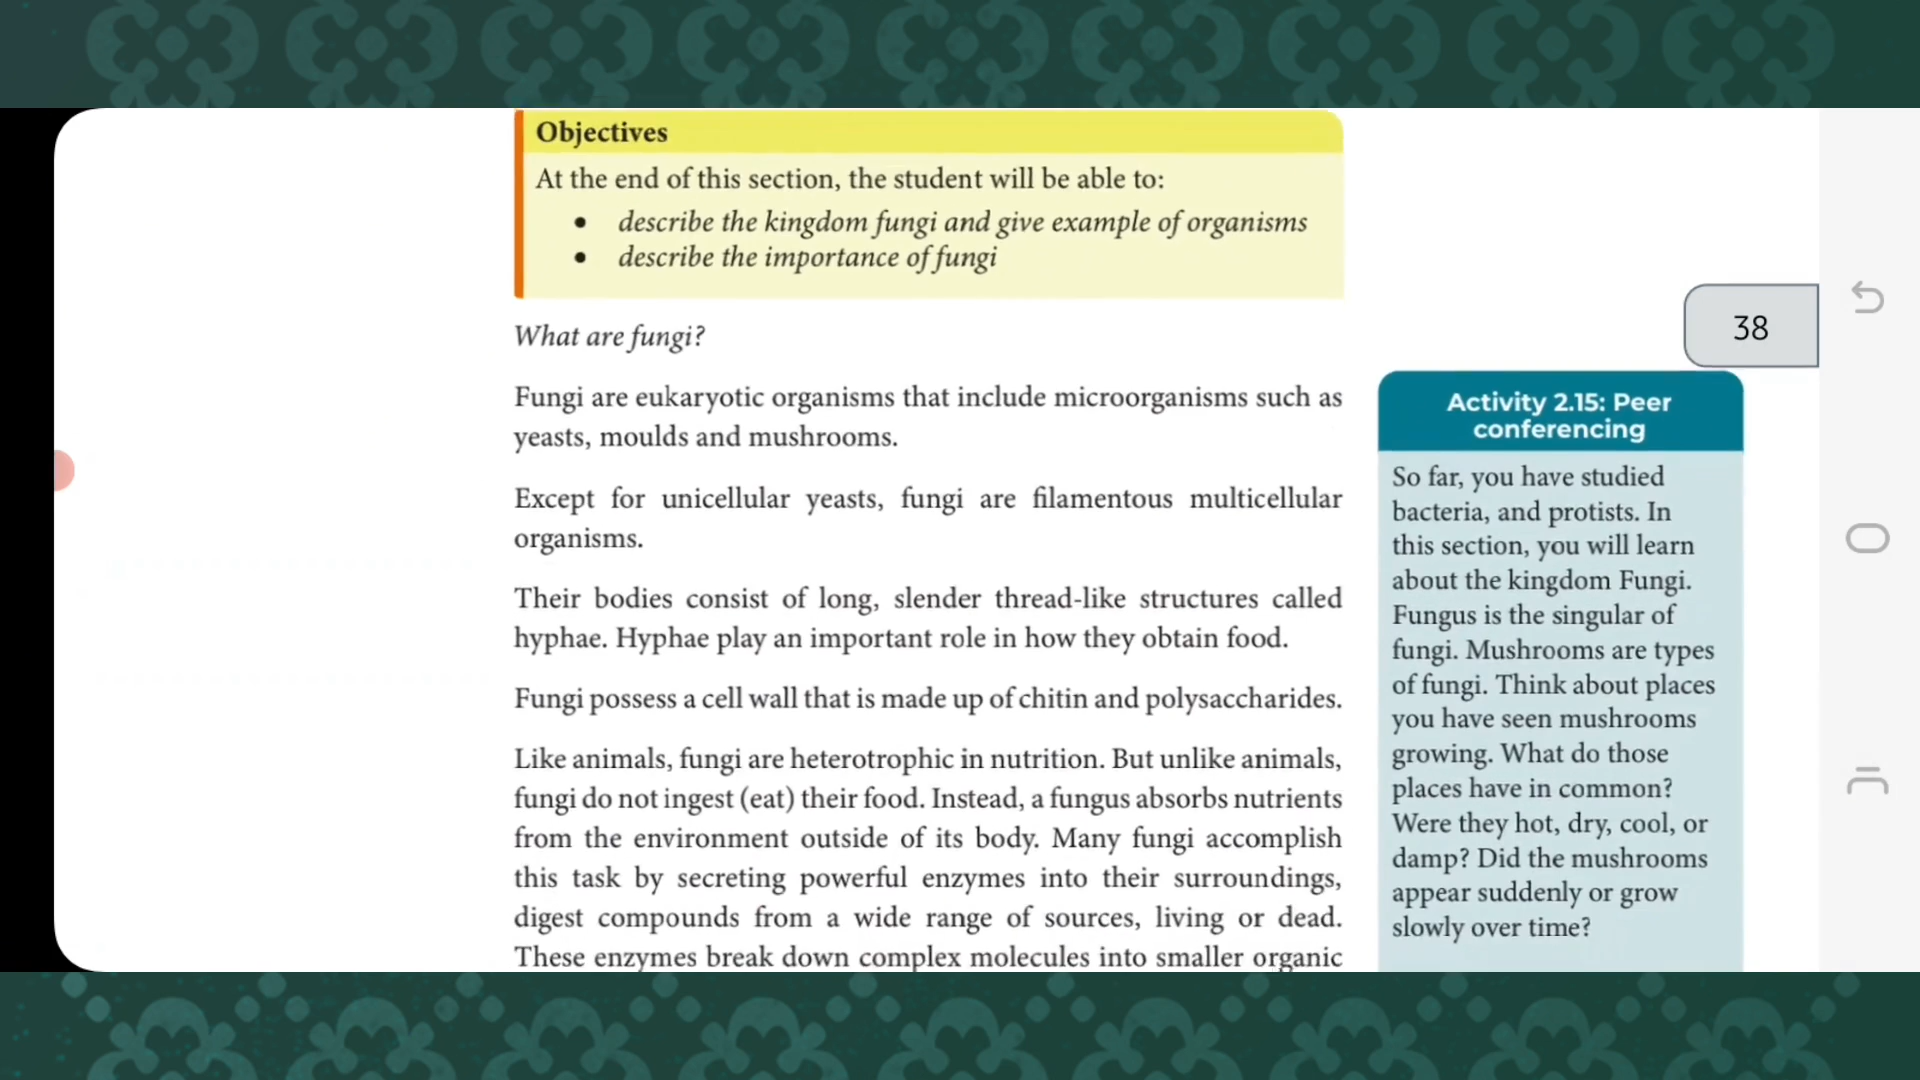 Objectives
At the end of this section, the student will be able to:
• describe the kingdom fungi and give example of organisms
• describe the importance of fungi
What are fungi?
Fungi are eukaryotic organisms that include microorganisms such as
yeasts, moulds and mushrooms.
Except for unicellular yeasts, fungi are filamentous multicellular
organisms.
Their bodies consist of long, slender thread-like structures called
hyphae. Hyphae play an important role in how they obtain food.
Fungi possess a cell wall that is made up of chitin and polysaccharides.
Like animals, fungi are heterotrophic in nutrition. But unlike animals,
fungi do not ingest (eat) their food. Instead, a fungus absorbs nutrients
from the environment outside of its body. Many fungi accomplish
this task by secreting powerful enzymes into their surroundings,
digest compounds from a wide range of sources, living or dead.
These enzymes break down complex molecules into smaller organic
38
Activity 2.15: Peer
conferencing
So far, you have studied
bacteria, and protists. In
this section, you will learn
about the kingdom Fungi.
Fungus is the singular of
fungi. Mushrooms are types
of fungi. Think about places
you have seen mushrooms
growing. What do those
places have in common?
Were they hot, dry, cool, or
damp? Did the mushrooms
appear suddenly or grow
slowly over time?